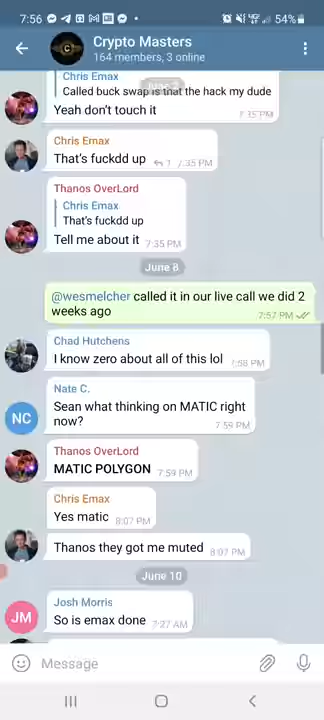 7:56
54%
Crypto Masters
164 members, 3 online
Chris Emax
Called buck swap is that the hack my dude
Yeah don't touch it
7:35 PM
Chris Emax
That's fuckdd up
1 7:35 PM
Thanos OverLord
Chris Emax
That's fuckdd up
Tell me about it
7:35 PM
June 8
@wesmelcher called it in our live call we did 2
weeks ago
7:57 PM
Chad Hutchens
I know zero about all of this lol
7:58 PM
NC
Nate C.
Sean what thinking on MATIC right
now?
7:59 PM
Thanos OverLord
MATIC POLYGON
7:59 PM
Chris Emax
Yes matic
8:07 PM
Thanos they got me muted
8:07 PM
June 10
JM
Josh Morris
So is emax done
7:27 AM
Message